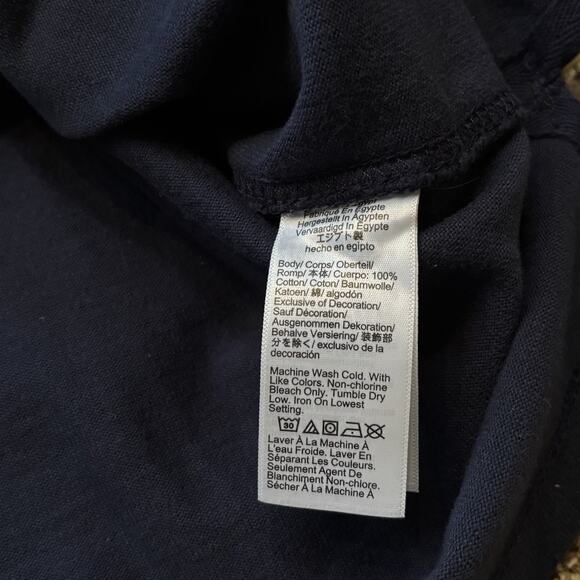 Fabriqué En Égypte
Hergestellt In Ägypten
Vervaardigd In Egypte
エジプト製
hecho en egipto
Body/ Corps/ Oberteil/
Romp/ 本体/ Cuerpo: 100%
Cotton/ Coton/ Baumwolle/
Katoen/ 綿/ algodón
Exclusive of Decoration/
Sauf Décoration/
Ausgenommen Dekoration/
Behalve Versiering/ 装飾部
分を除く/ exclusivo de la
decoración
Machine Wash Cold. With
Like Colors. Non-chlorine
Bleach Only. Tumble Dry
Low. Iron On Lowest
Setting.
30
Laver À La Machine À
L'eau Froide. Laver En
Séparant Les Couleurs.
Seulement Agent De
Blanchiment Non-chlore.
Sécher À La Machine À